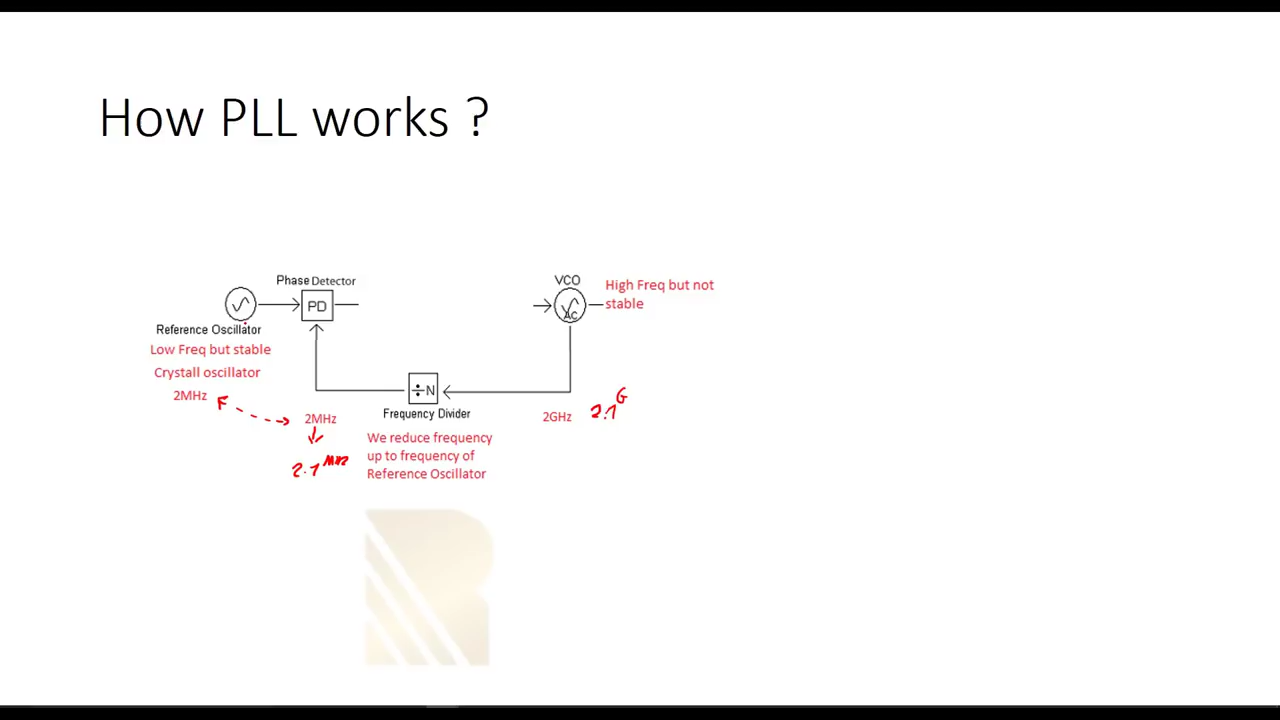 How PLL works ?
Phase Detector
PD
VCO
AC
High Freq but not
stable
Reference Oscillator
Low Freq but stable
Crystall oscillator
2MHz
÷N
Frequency Divider
2MHz
2GHz
2.1 G
2.1 MHz
We reduce frequency
up to frequency of
Reference Oscillator